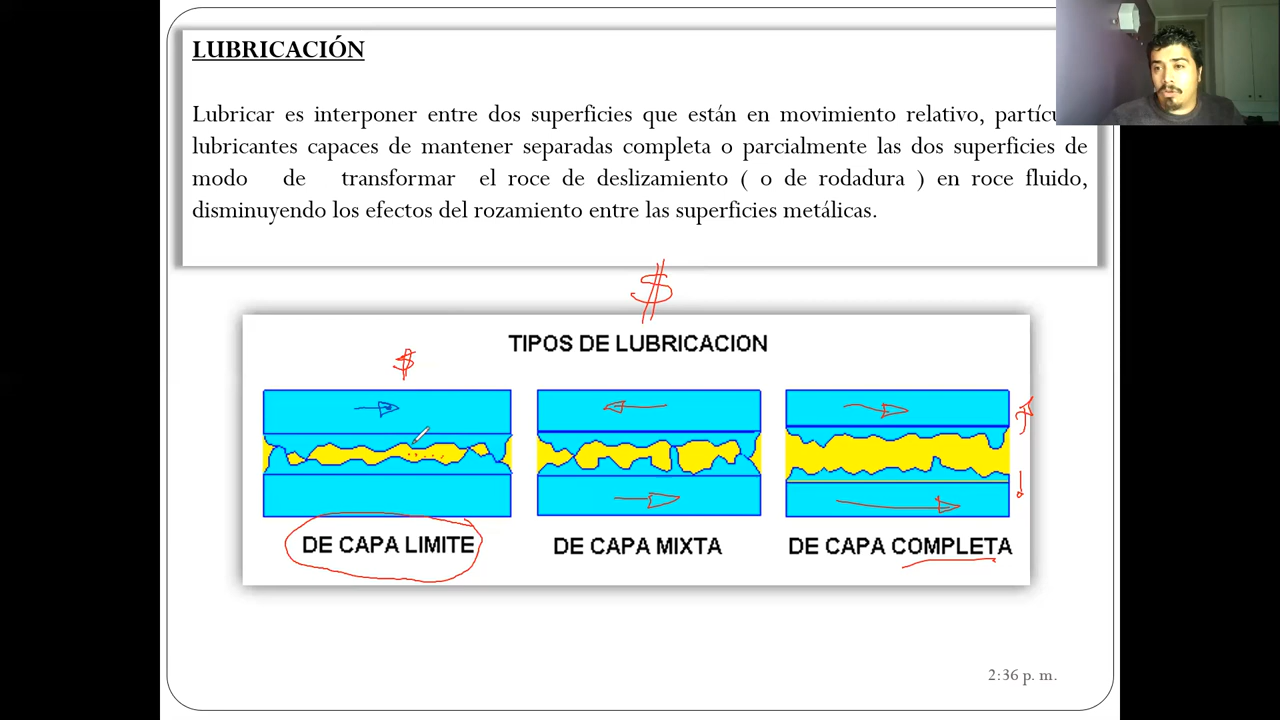 LUBRICACIÓN
Lubricar es interponer entre dos superficies que están en movimiento relativo,
lubricantes capaces de mantener separadas completa o parcialmente las dos superficies de
modo de transformar el roce de deslizamiento ( o de rodadura ) en roce fluido,
disminuyendo los efectos del rozamiento entre las superficies metálicas.
$
TIPOS DE LUBRICACION
$
DE CAPA LIMITE
DE CAPA MIXTA
DE CAPA COMPLETA
2:36 p. m.